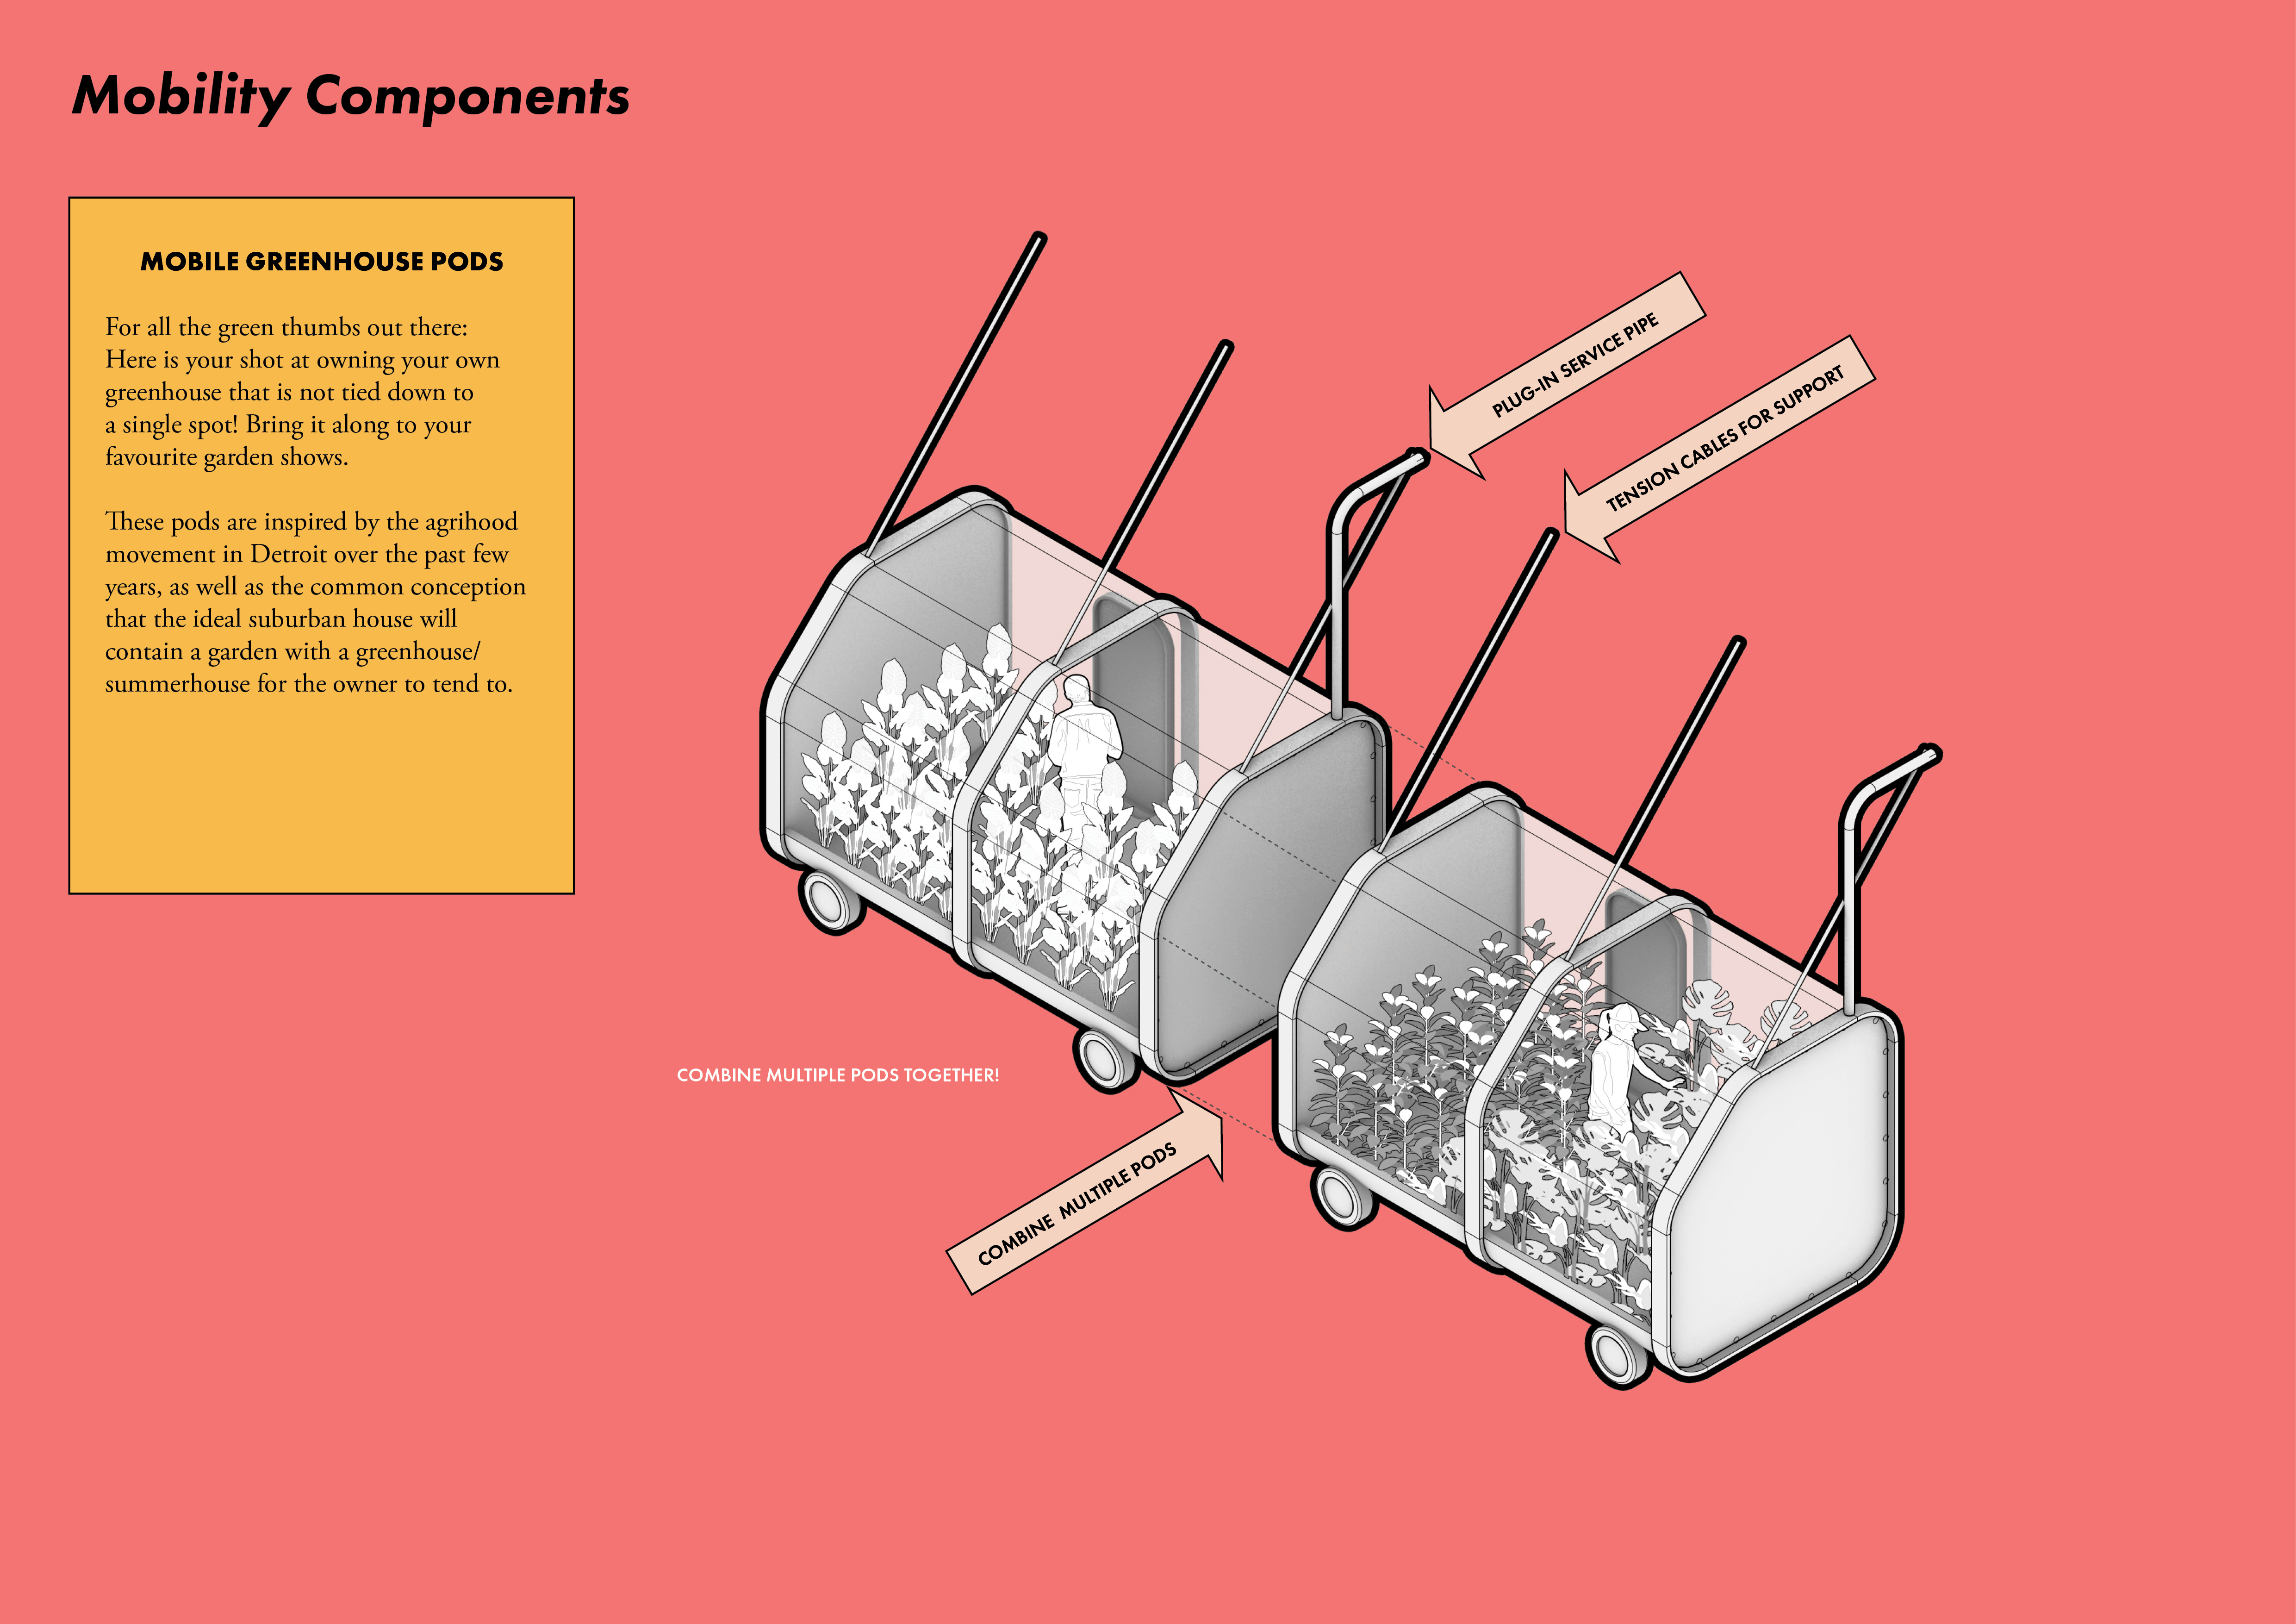 Mobility Components
MOBILE GREENHOUSE PODS
For all the green thumbs out there:
Here is your shot at owning your own
greenhouse that is not tied down to
a single spot! Bring it along to your
favourite garden shows.
These pods are inspired by the agrihood
movement in Detroit over the past few
years, as well as the common conception
that the ideal suburban house will
contain a garden with a greenhouse/
summerhouse for the owner to tend to.
PLUG-IN SERVICE PIPE
TENSION CABLES FOR SUPPORT
COMBINE MULTIPLE PODS TOGETHER!
COMBINE MULTIPLE PODS